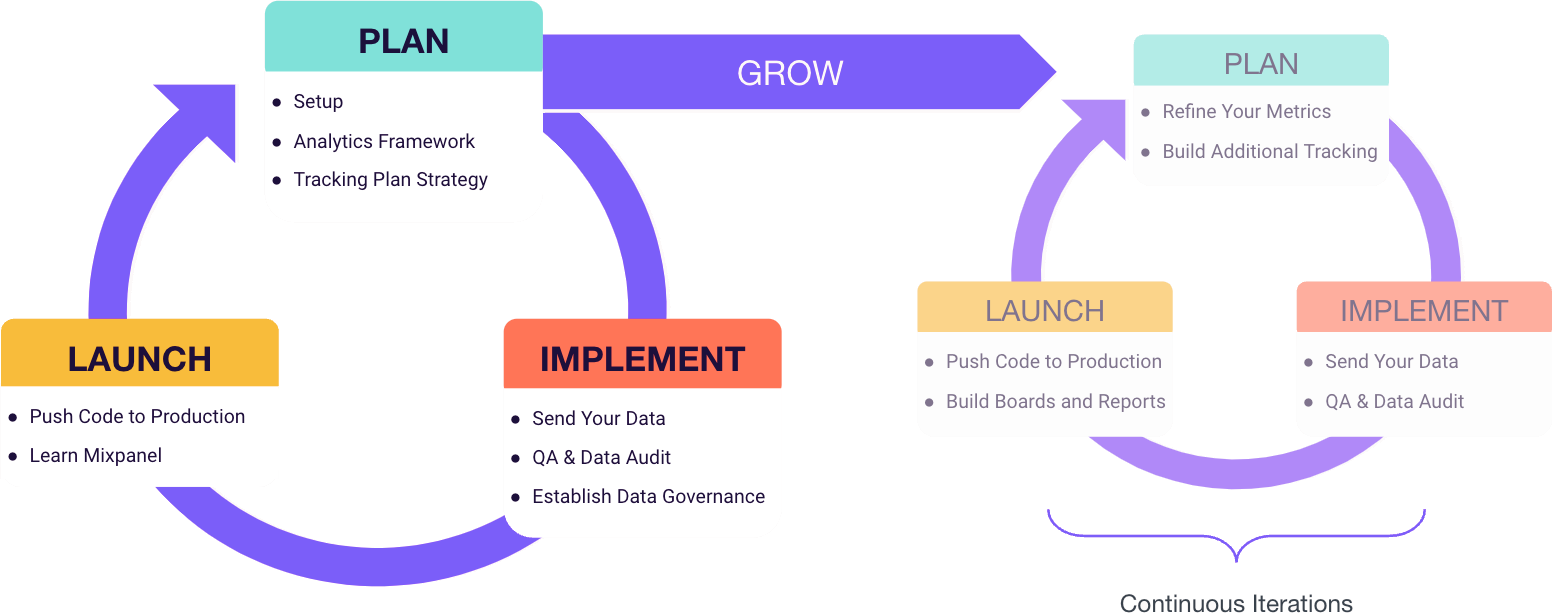 PLAN
• Setup
• Analytics Framework
• Tracking Plan Strategy
GROW
LAUNCH
• Push Code to Production
• Learn Mixpanel
IMPLEMENT
• Send Your Data
• QA & Data Audit
• Establish Data Governance
PLAN
• Refine Your Metrics
• Build Additional Tracking
LAUNCH
• Push Code to Production
• Build Boards and Reports
IMPLEMENT
• Send Your Data
• QA & Data Audit
Continuous Iterations